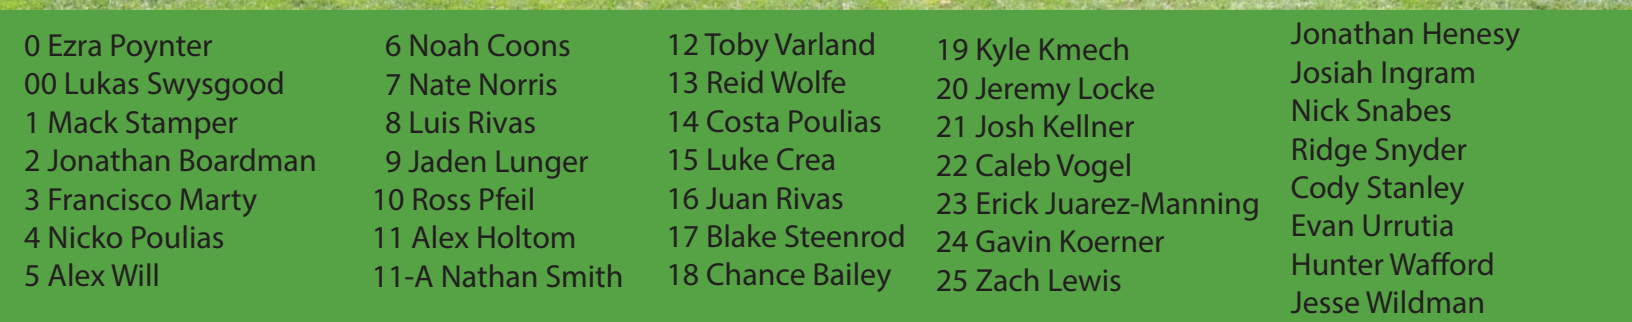 0 Ezra Poynter
00 Lukas Swysgood
1 Mack Stamper
2 Jonathan Boardman
3 Francisco Marty
4 Nicko Poulias
5 Alex Will
6 Noah Coons
7 Nate Norris
8 Luis Rivas
9 Jaden Lunger
10 Ross Pfeil
11 Alex Holtom
11-A Nathan Smith
12 Toby Varland
13 Reid Wolfe
14 Costa Poulias
15 Luke Crea
16 Juan Rivas
17 Blake Steenrod
18 Chance Bailey
19 Kyle Kmech
20 Jeremy Locke
21 Josh Kellner
22 Caleb Vogel
23 Erick Juarez-Manning
24 Gavin Koerner
25 Zach Lewis
Jonathan Henesy
Josiah Ingram
Nick Snabes
Ridge Snyder
Cody Stanley
Evan Urrutia
Hunter Wafford
Jesse Wildman